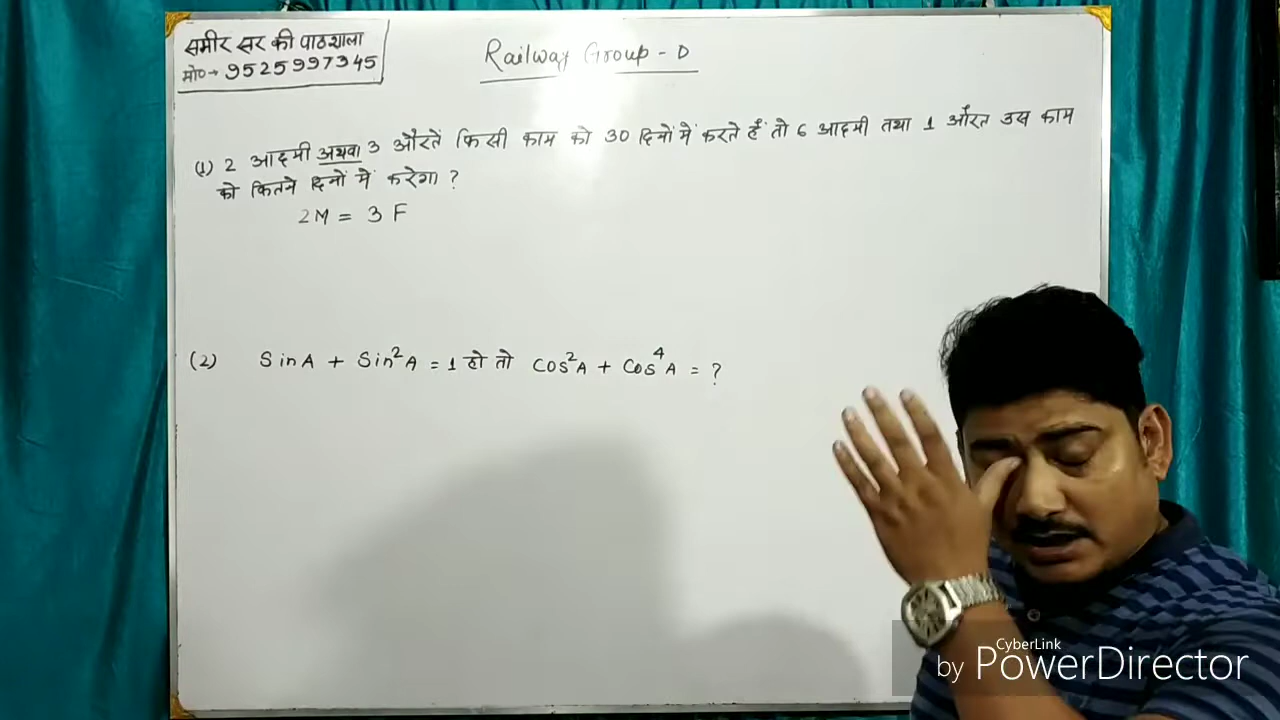 समीर सर की पाठशाला
मो०→ 9525997345
Railway Group - D
(1) 2 आदमी अथवा 3 औरतें किसी काम को 30 दिनों में करते हैं तो 6 आदमी तथा 1 औरत उस काम
को कितने दिनों में करेगा ?
2M = 3 F
(2) SinA + Sin²A = 1 हो तो COS²A + COS⁴A = ?
CyberLink
by PowerDirector